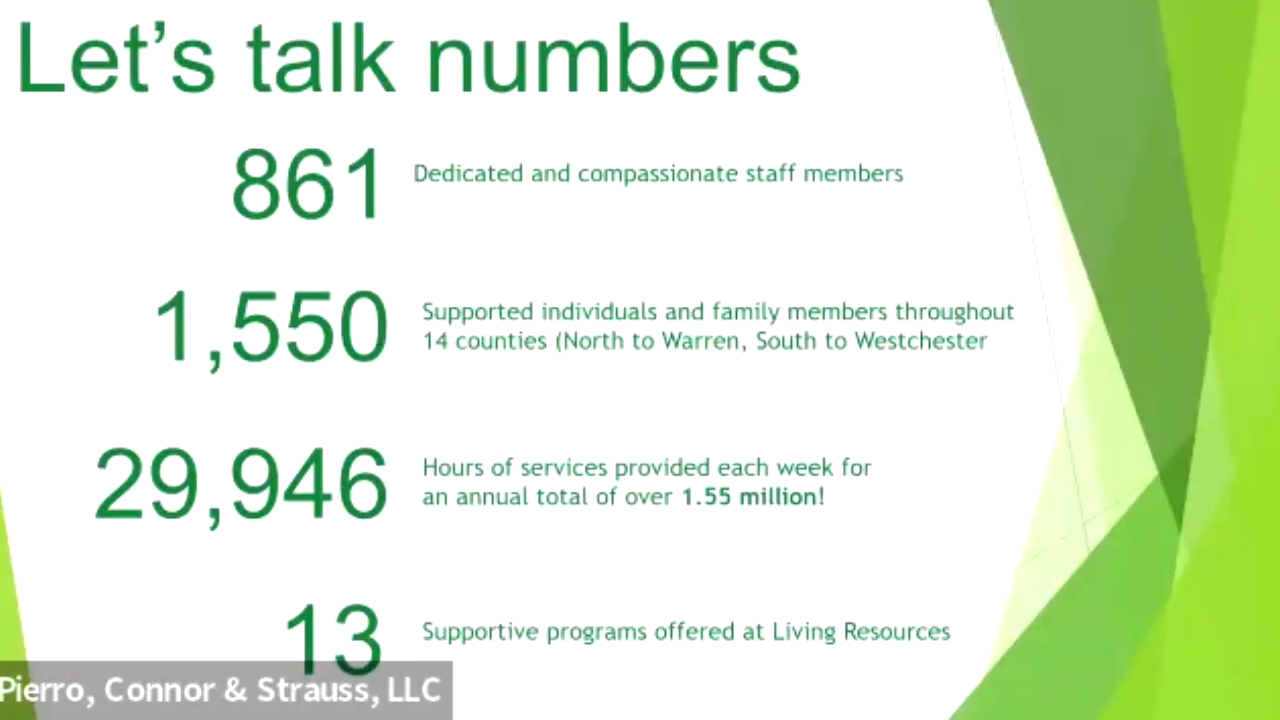 Let’s talk numbers
861 Dedicated and compassionate staff members
1,550 Supported individuals and family members throughout
14 counties (North to Warren, South to Westchester
29,946 Hours of services provided each week for
an annual total of over 1.55 million!
13 Supportive programs offered at Living Resources
Pierro, Connor & Strauss, LLC